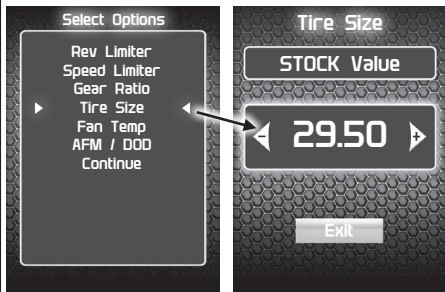 Select Options
Rev Limiter
Speed Limiter
Gear Ratio
Tire Size
Fan Temp
AFM / DOD
Continue
Tire Size
STOCK Value
- 29.50 +
Exit